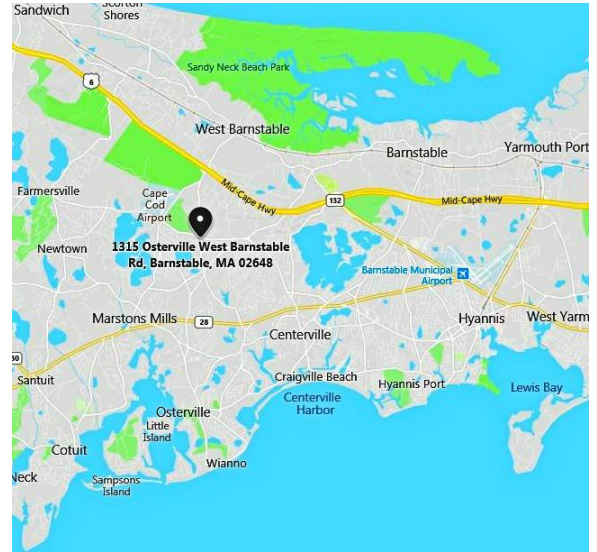 Sandwich
Scorton
Shores
6
Sandy Neck Beach Park
West Barnstable
Barnstable
Yarmouth Port
Farmersville
Cape
Cod
Airport
Mid-Cape Hwy
132
Mid-Cape Hwy
Newtown
1315 Osterville West Barnstable
Rd, Barnstable, MA 02648
Barnstable Municipal
Airport
Marstons Mills
28
Centerville
Hyannis
West Yarm
30
Santuit
Craigville Beach
Hyannis Port
Lewis Bay
Centerville
Harbor
Osterville
Little
Island
Cotuit
Wianno
Neck
Sampsons
Island